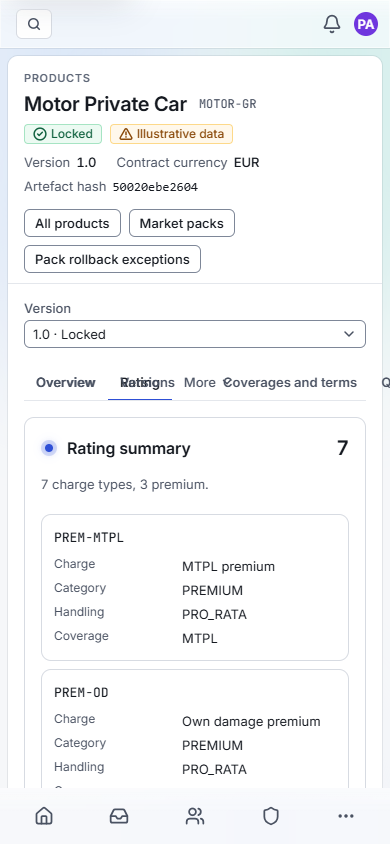 PA
PRODUCTS
Motor Private Car MOTOR-GR
Locked Illustrative data
Version 1.0 Contract currency EUR
Artefact hash 50020ebe2604
All products Market packs
Pack rollback exceptions
Version
1.0 · Locked
Overview Rating More Coverages and terms Q
Rating summary 7
7 charge types, 3 premium.
PREM-MTPL
Charge MTPL premium
Category PREMIUM
Handling PRO_RATA
Coverage MTPL
PREM-OD
Charge Own damage premium
Category PREMIUM
Handling PRO_RATA